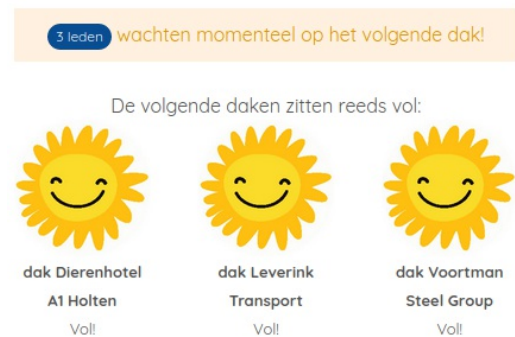 3 leden wachten momenteel op het volgende dak!
De volgende daken zitten reeds vol:
dak Dierenhotel
A1 Holten
Vol!
dak Leverink
Transport
Vol!
dak Voortman
Steel Group
Vol!